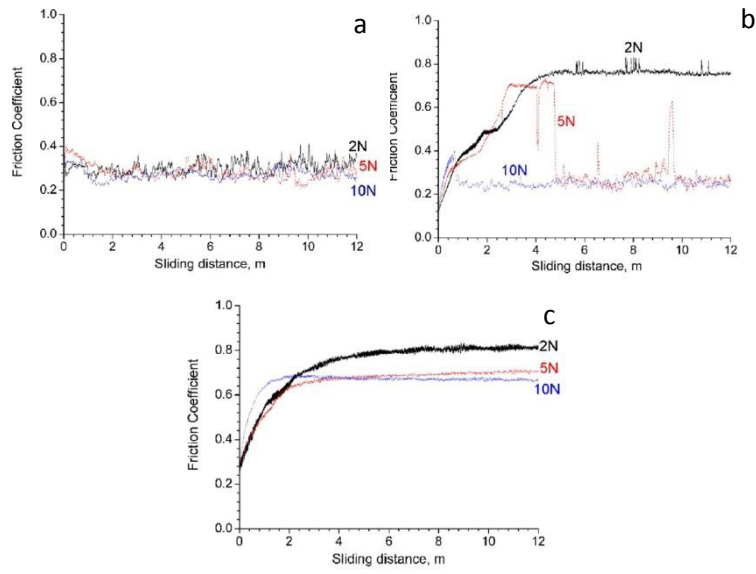 a
1.0
0.8
0.6
0.4
0.2
0.0
Friction Coefficient
2N
5N
10N
0 2 4 6 8 10 12
Sliding distance, m
b
1.0
0.8
0.6
0.4
0.2
0.0
Friction Coefficient
2N
5N
10N
0 2 4 6 8 10 12
Sliding distance, m
c
1.0
0.8
0.6
0.4
0.2
0.0
Friction Coefficient
2N
5N
10N
0 2 4 6 8 10 12
Sliding distance, m